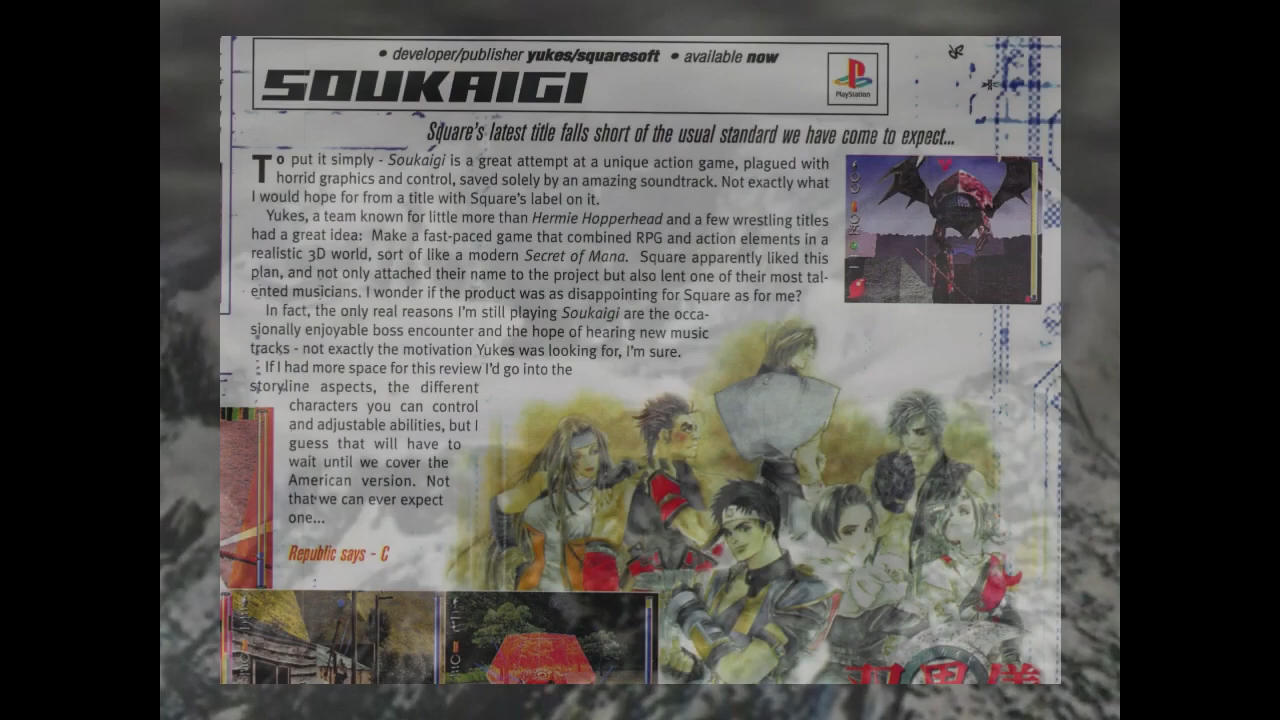 • developer/publisher yukes/squaresoft • available now
SOUKAIGI
PlayStation
Square's latest title falls short of the usual standard we have come to expect...
To put it simply - Soukaigi is a great attempt at a unique action game, plagued with
horrid graphics and control, saved solely by an amazing soundtrack. Not exactly what
I would hope for from a title with Square's label on it.
Yukes, a team known for little more than Hermie Hopperhead and a few wrestling titles
had a great idea: Make a fast-paced game that combined RPG and action elements in a
realistic 3D world, sort of like a modern Secret of Mana. Square apparently liked this
plan, and not only attached their name to the project but also lent one of their most tal-
ented musicians. I wonder if the product was as disappointing for Square as for me?
In fact, the only real reasons I'm still playing Soukaigi are the occa-
sionally enjoyable boss encounter and the hope of hearing new music
tracks - not exactly the motivation Yukes was looking for, I'm sure.
If I had more space for this review I'd go into the
storyline aspects, the different
characters you can control
and adjustable abilities, but I
guess that will have to
wait until we cover the
American version. Not
that we can ever expect
one...
Republic says - C